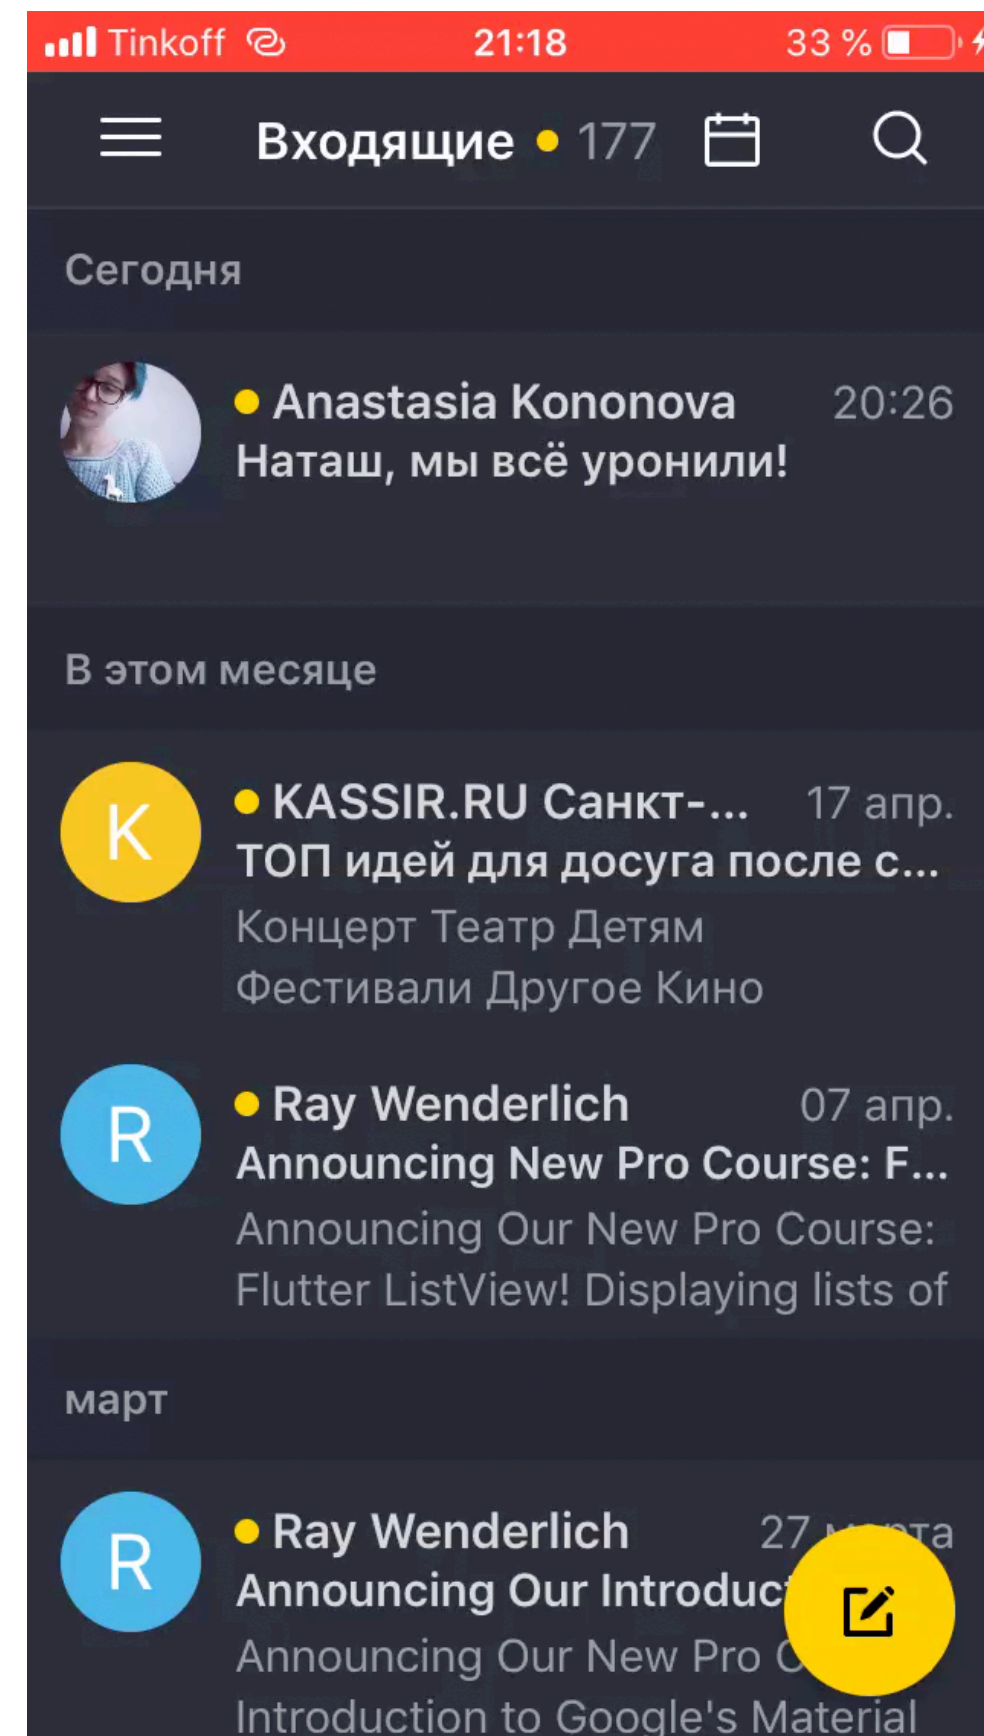 Tinkoff 21:18 33 %
Входящие 177
Сегодня
Anastasia Kononova 20:26
Наташ, мы всё уронили!
В этом месяце
K
KASSIR.RU Санкт-... 17 апр.
ТОП идей для досуга после с...
Концерт Театр Детям
Фестивали Другое Кино
R
Ray Wenderlich 07 апр.
Announcing New Pro Course: F...
Announcing Our New Pro Course:
Flutter ListView! Displaying lists of
март
R
Ray Wenderlich 27 марта
Announcing Our Introduc
Announcing Our New Pro C
Introduction to Google's Material